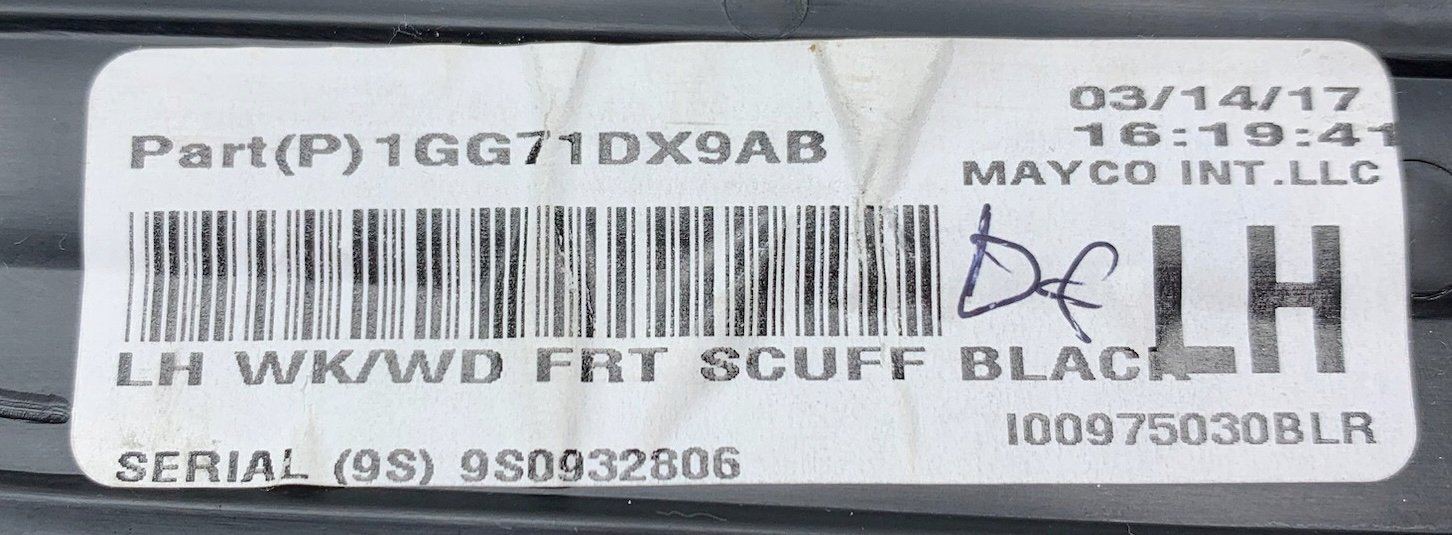 03/14/17
Part(P)1GG71DX9AB
16:19:41
MAYCO INT.LLC
LH
LH WK/WD FRT SCUFF BLACK
I00975030BLR
SERIAL (9S) 9S0932806